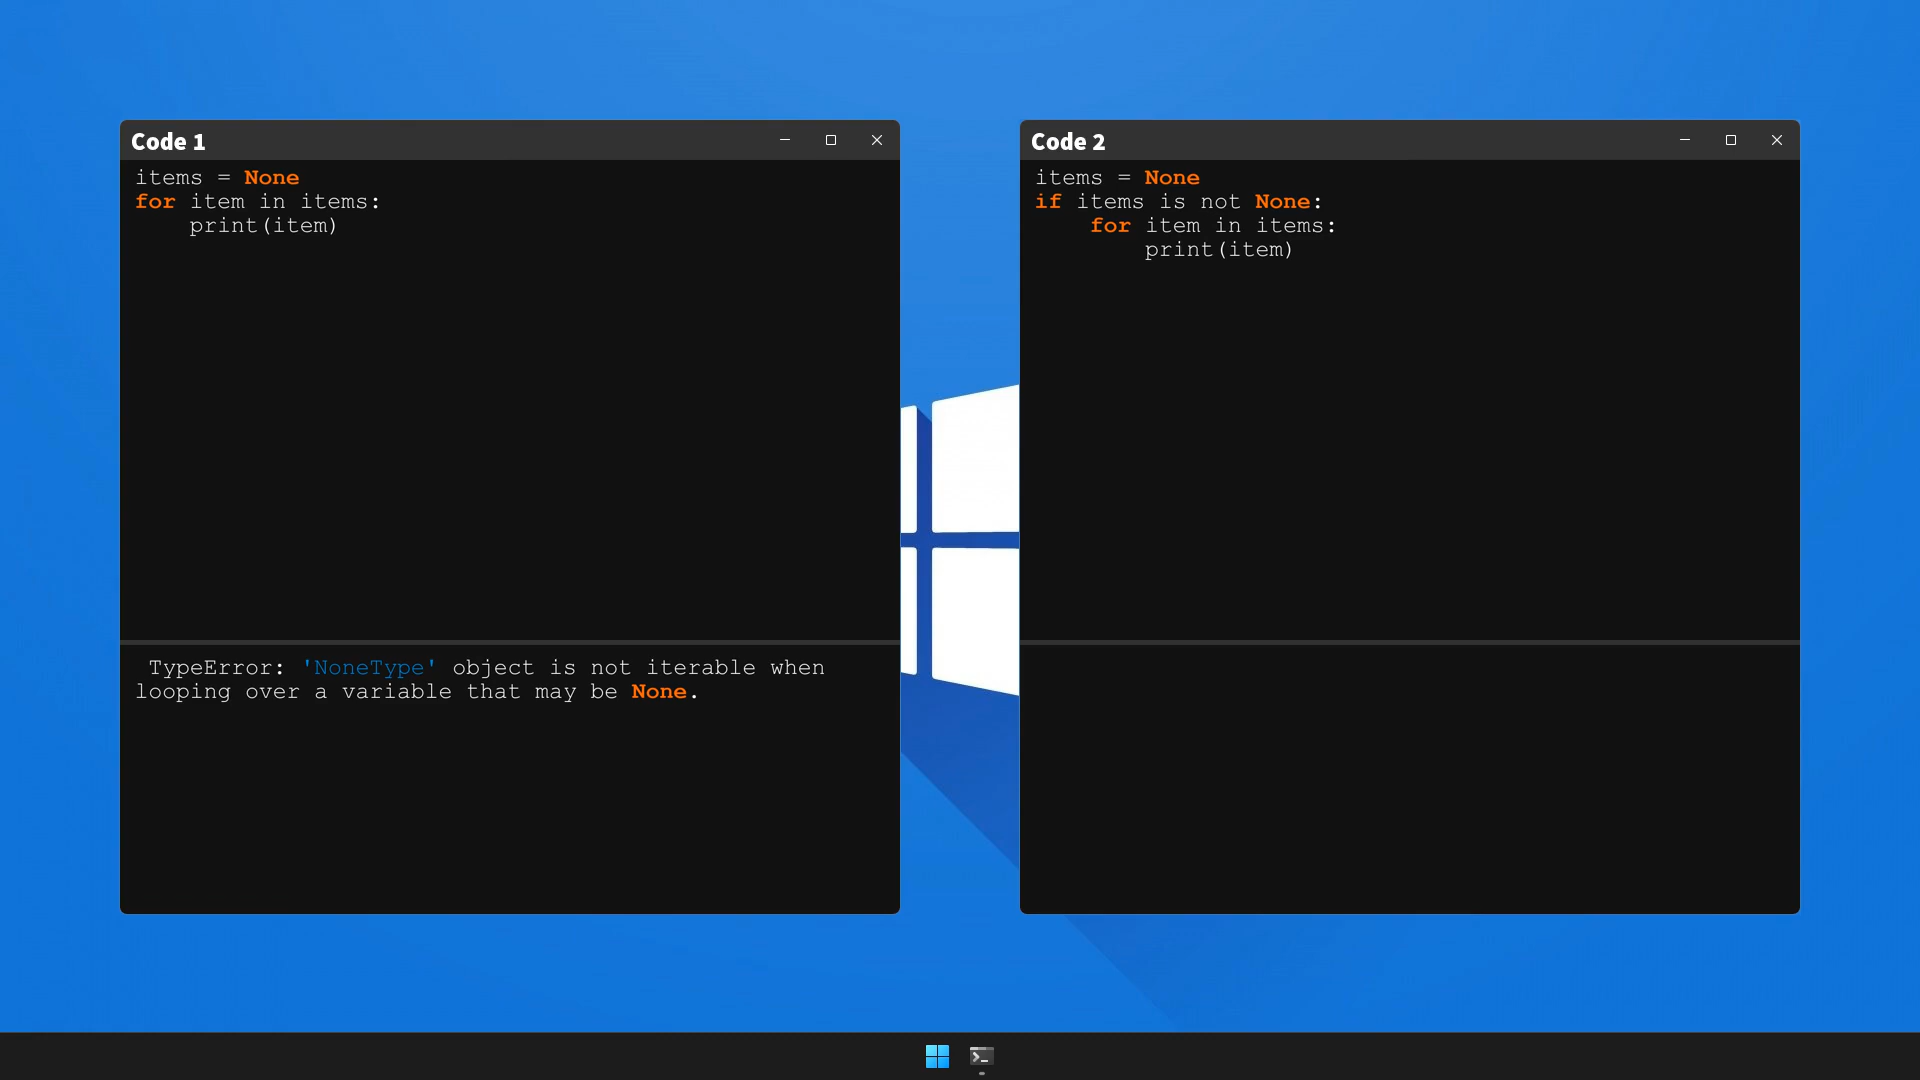 Code 1
items = None
for item in items:
    print(item)
TypeError: 'NoneType' object is not iterable when
looping over a variable that may be None.
Code 2
items = None
if items is not None:
    for item in items:
        print(item)